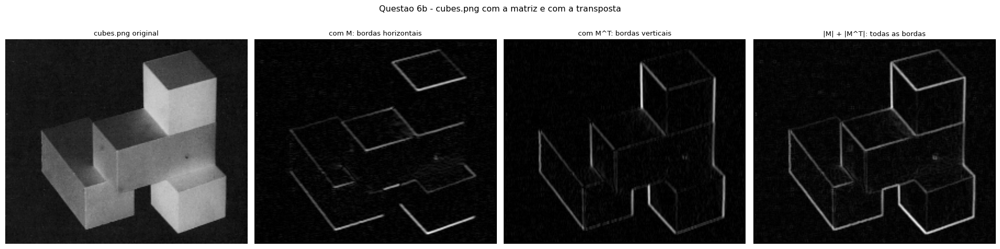 Questao 6b - cubes.png com a matriz e com a transposta
cubes.png original
com M: bordas horizontais
com M^T: bordas verticais
|M| + |M^T|: todas as bordas